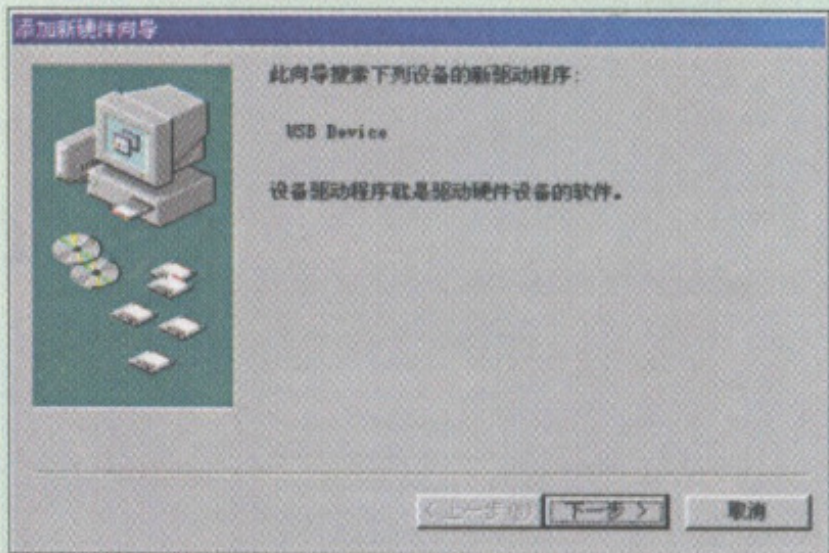 添加新硬件向导
此向导搜索下列设备的新驱动程序:
USB Device
设备驱动程序就是驱动硬件设备的软件。
< 上一步(B)
下一步 >
取消